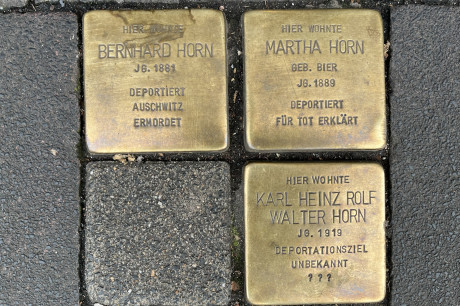 HIER WOHNTE
BERNHARD HORN
JG. 1881
DEPORTIERT
AUSCHWITZ
ERMORDET
HIER WOHNTE
MARTHA HORN
GEB. BIER
JG. 1889
DEPORTIERT
FÜR TOT ERKLÄRT
HIER WOHNTE
KARL HEINZ ROLF
WALTER HORN
JG. 1919
DEPORTATIONSZIEL
UNBEKANNT
? ? ?